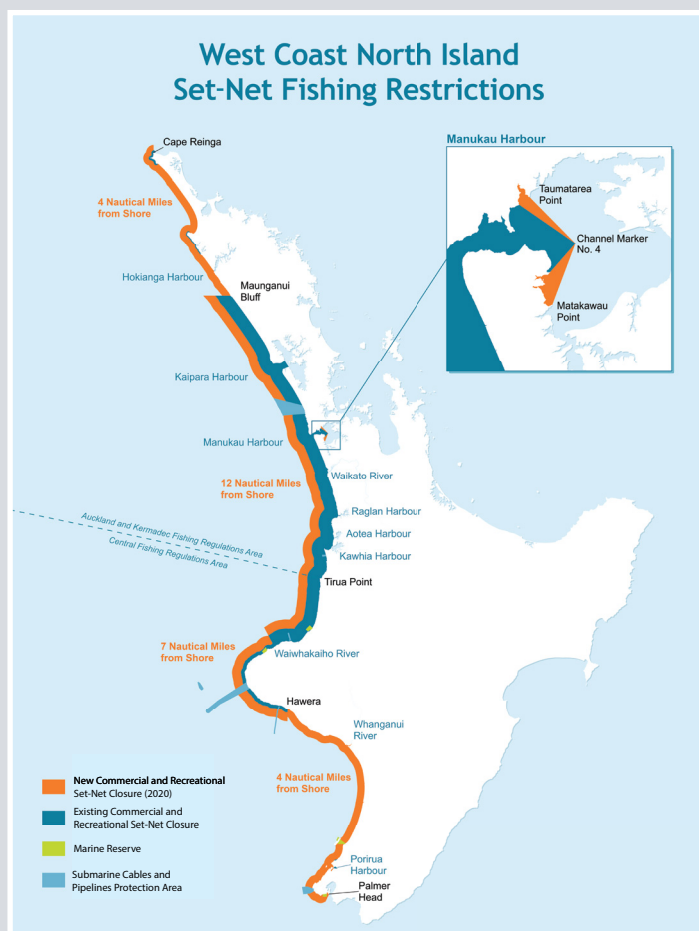 West Coast North Island
Set-Net Fishing Restrictions
Cape Reinga
4 Nautical Miles
from Shore
Hokianga Harbour
Maunganui
Bluff
Kaipara Harbour
Manukau Harbour
12 Nautical Miles
from Shore
Waikato River
Raglan Harbour
Aotea Harbour
Kawhia Harbour
Auckland and Kermadec Fishing Regulations Area
Central Fishing Regulations Area
Tirua Point
7 Nautical Miles
from Shore
Waiwhakaiho River
Hawera
Whanganui
River
4 Nautical Miles
from Shore
Porirua
Harbour
Palmer
Head
Manukau Harbour
Taumatarea
Point
Channel Marker
No. 4
Matakawau
Point
New Commercial and Recreational
Set-Net Closure (2020)
Existing Commercial and
Recreational Set-Net Closure
Marine Reserve
Submarine Cables and
Pipelines Protection Area